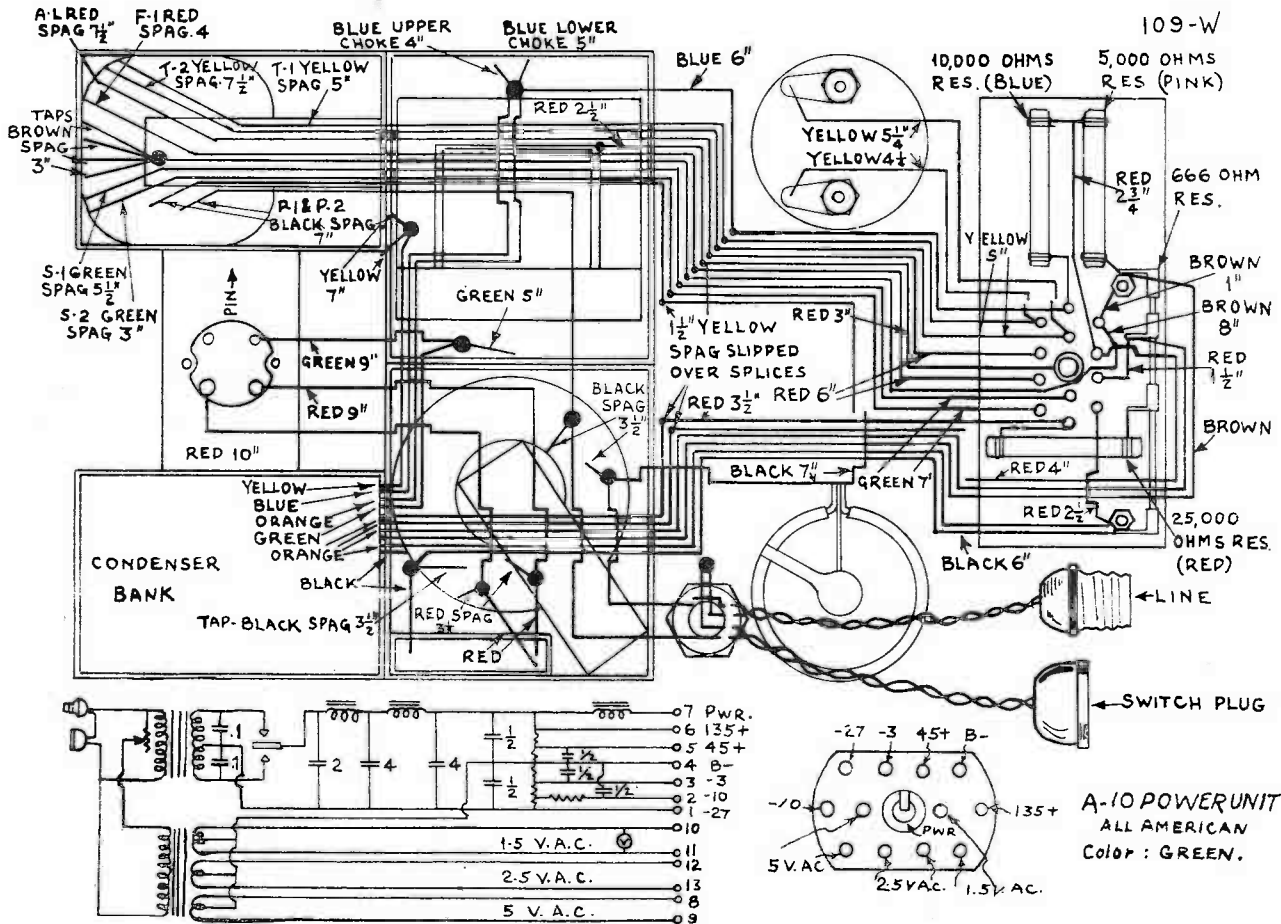 109-W
A-L RED
SPAG 7½"
F-1 RED
SPAG. 4
T-2 YELLOW
SPAG. 7½"
T-1 YELLOW
SPAG 5"
BLUE UPPER
CHOKE 4"
BLUE LOWER
CHOKE 5"
BLUE 6"
RED 2½"
YELLOW 5¼"
YELLOW 4½
10,000 OHMS
RES. (BLUE)
5,000 OHMS
RES (PINK)
RED
2¾"
666 OHM
RES.
TAPS
BROWN
SPAG
3"
P.1 & P.2
BLACK SPAG
7"
S-1 GREEN
SPAG 5½"
S-2 GREEN
SPAG 3"
YELLOW
7"
PIN
GREEN 5"
GREEN 9"
RED 9"
RED 10"
YELLOW
5"
BROWN
1"
BROWN
8"
RED
1½"
BROWN
1½" YELLOW
SPAG SLIPPED
OVER SPLICES
RED 3"
RED 6"
RED 3½"
BLACK
SPAG
3½"
BLACK 7"
GREEN 7'
RED 4"
RED 2½"
25,000
OHMS RES.
(RED)
BLACK 6"
YELLOW
BLUE
ORANGE
GREEN
ORANGE
BLACK
CONDENSER
BANK
TAP-BLACK SPAG 3½"
RED SPAG
RED
LINE
SWITCH PLUG
.1
.1
2
4
4
½
½
½
½
½
7 PWR.
6 135+
5 45+
4 B-
3 -3
2 -10
1 -27
10
1.5 V.A.C.
11
12
2.5 V.A.C.
13
8
5 V.A.C.
9
-27 -3 45+ B-
-10
135+
PWR
5 V.AC
2.5 V.AC.
1.5 V.AC.
A-10 POWER UNIT
ALL AMERICAN
Color : GREEN.